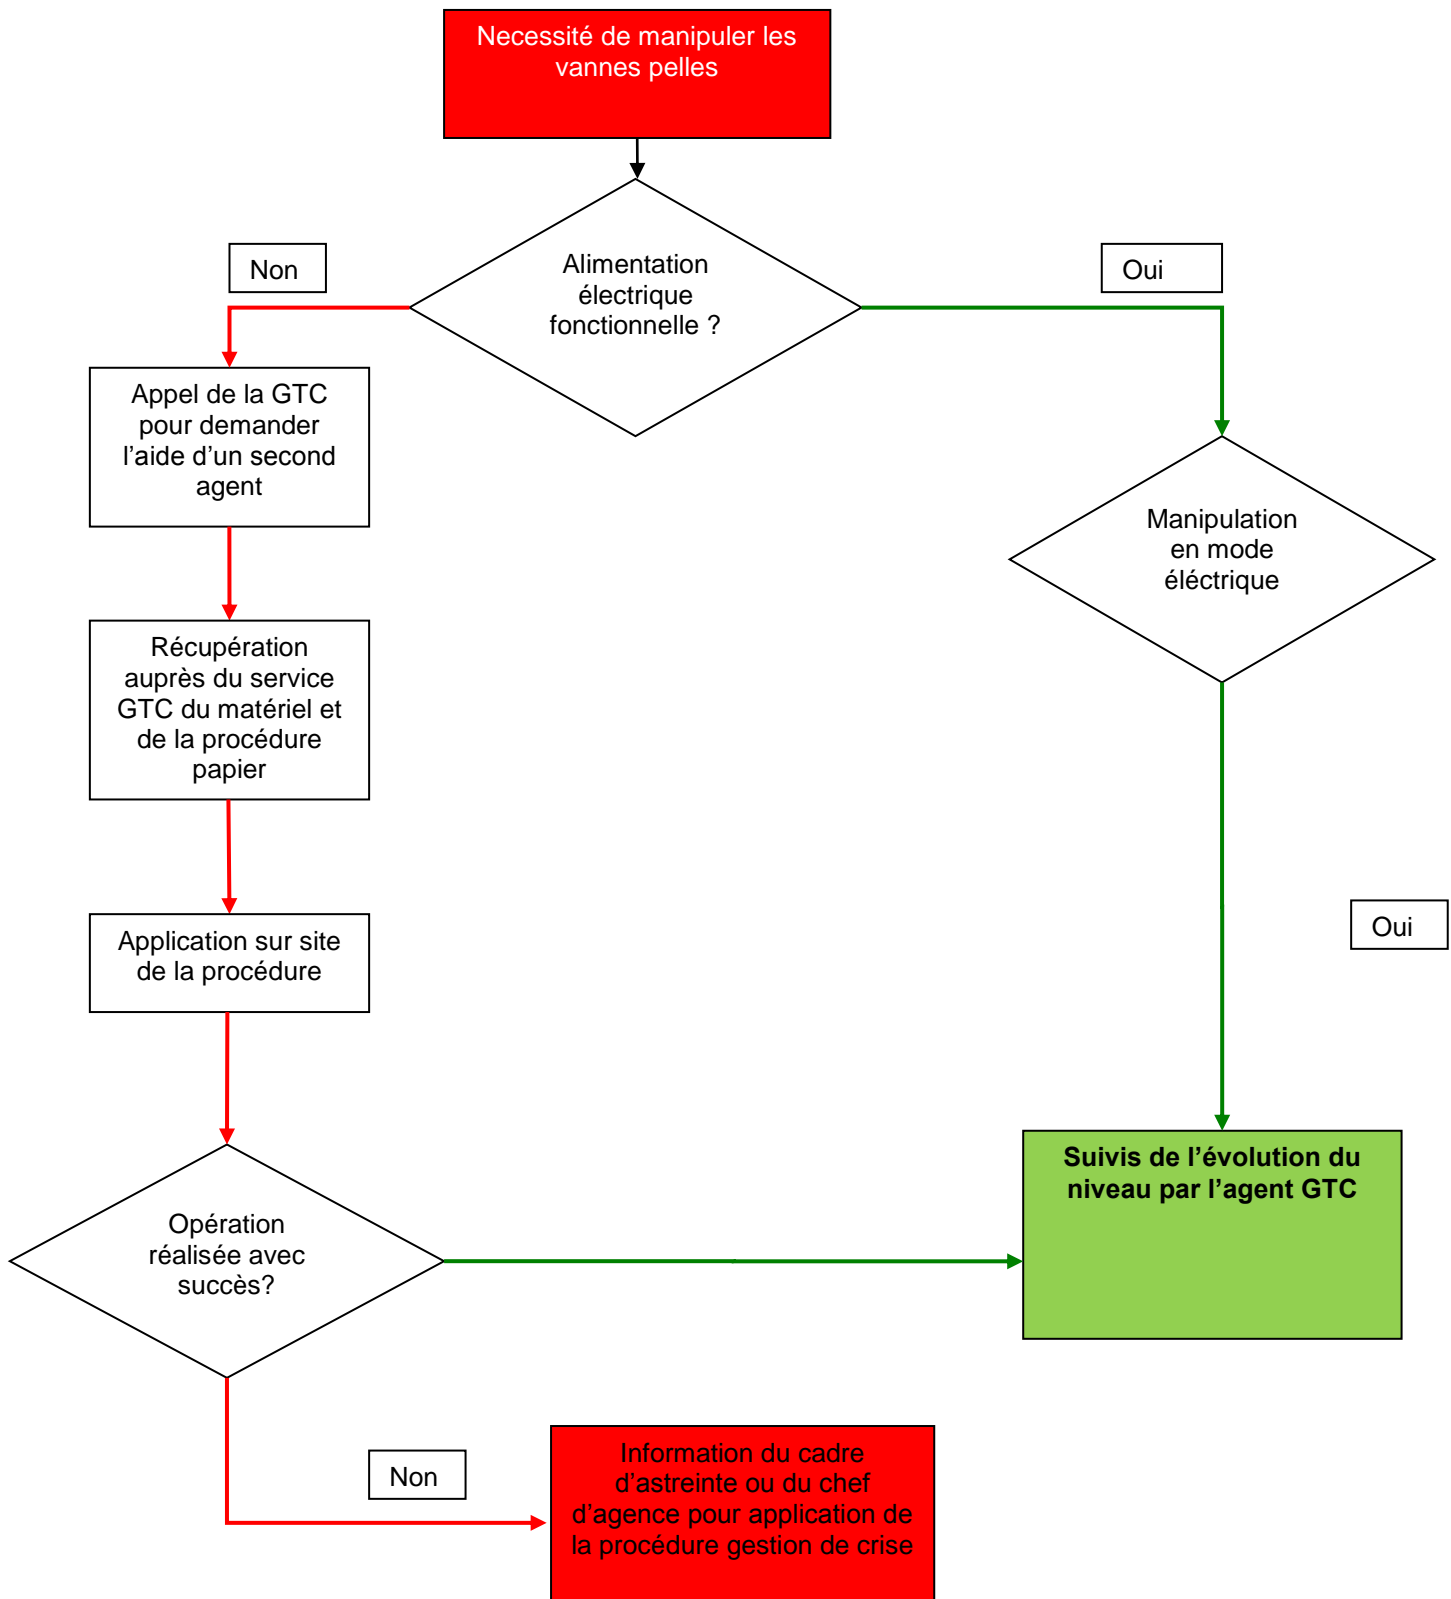 Necessité de manipuler les
vannes pelles
Non
Alimentation
électrique
fonctionnelle ?
Oui
Appel de la GTC
pour demander
l’aide d’un second
agent
Manipulation
en mode
éléctrique
Récupération
auprès du service
GTC du matériel et
de la procédure
papier
Application sur site
de la procédure
Oui
Suivis de l’évolution du
niveau par l’agent GTC
Opération
réalisée avec
succès?
Non
Information du cadre
d’astreinte ou du chef
d’agence pour application de
la procédure gestion de crise